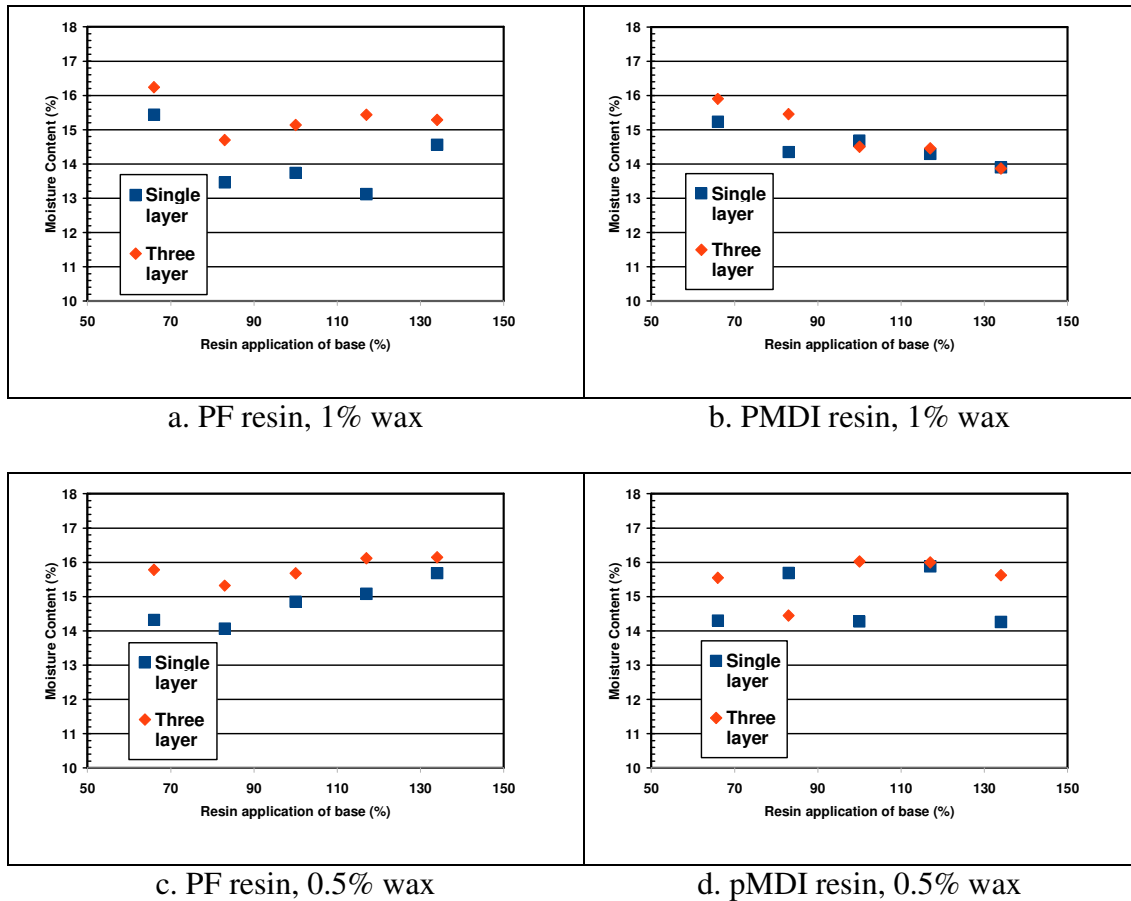 18
17
16
15
14
13
12
11
10
Moisture Content (%)
Single
layer
Three
layer
50 70 90 110 130 150
Resin application of base (%)
a. PF resin, 1% wax
18
17
16
15
14
13
12
11
10
Moisture Content (%)
Single
layer
Three
layer
50 70 90 110 130 150
Resin application of base (%)
b. PMDI resin, 1% wax
18
17
16
15
14
13
12
11
10
Moisture Content (%)
Single
layer
Three
layer
50 70 90 110 130 150
Resin application of base (%)
c. PF resin, 0.5% wax
18
17
16
15
14
13
12
11
10
Moisture Content (%)
Single
layer
Three
layer
50 70 90 110 130 150
Resin application of base (%)
d. pMDI resin, 0.5% wax